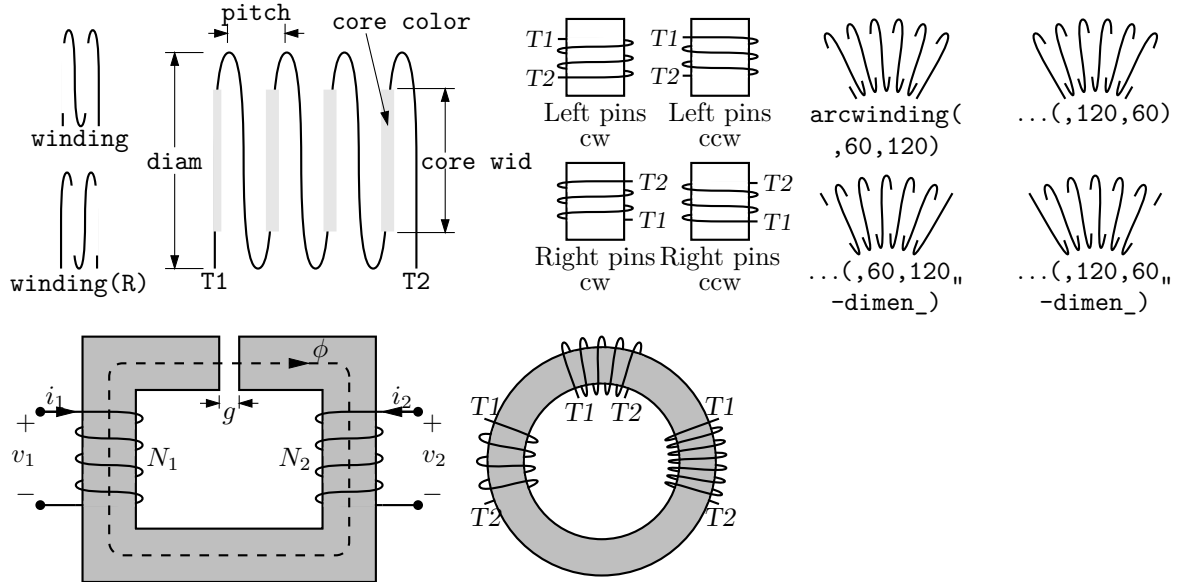 pitch
core color
winding
diam
core wid
winding(R)
T1
T2
T1
T2
Left pins
cw
T1
T2
Left pins
ccw
T2
T1
Right pins
cw
T2
T1
Right pins
ccw
arcwinding(
,60,120)
...(,120,60)
...(,60,120,,
-dimen_)
...(,120,60,,
-dimen_)
ϕ
i1
i2
g
+
v1
−
N1
N2
+
v2
−
T1
T2
T1
T2
T1
T2